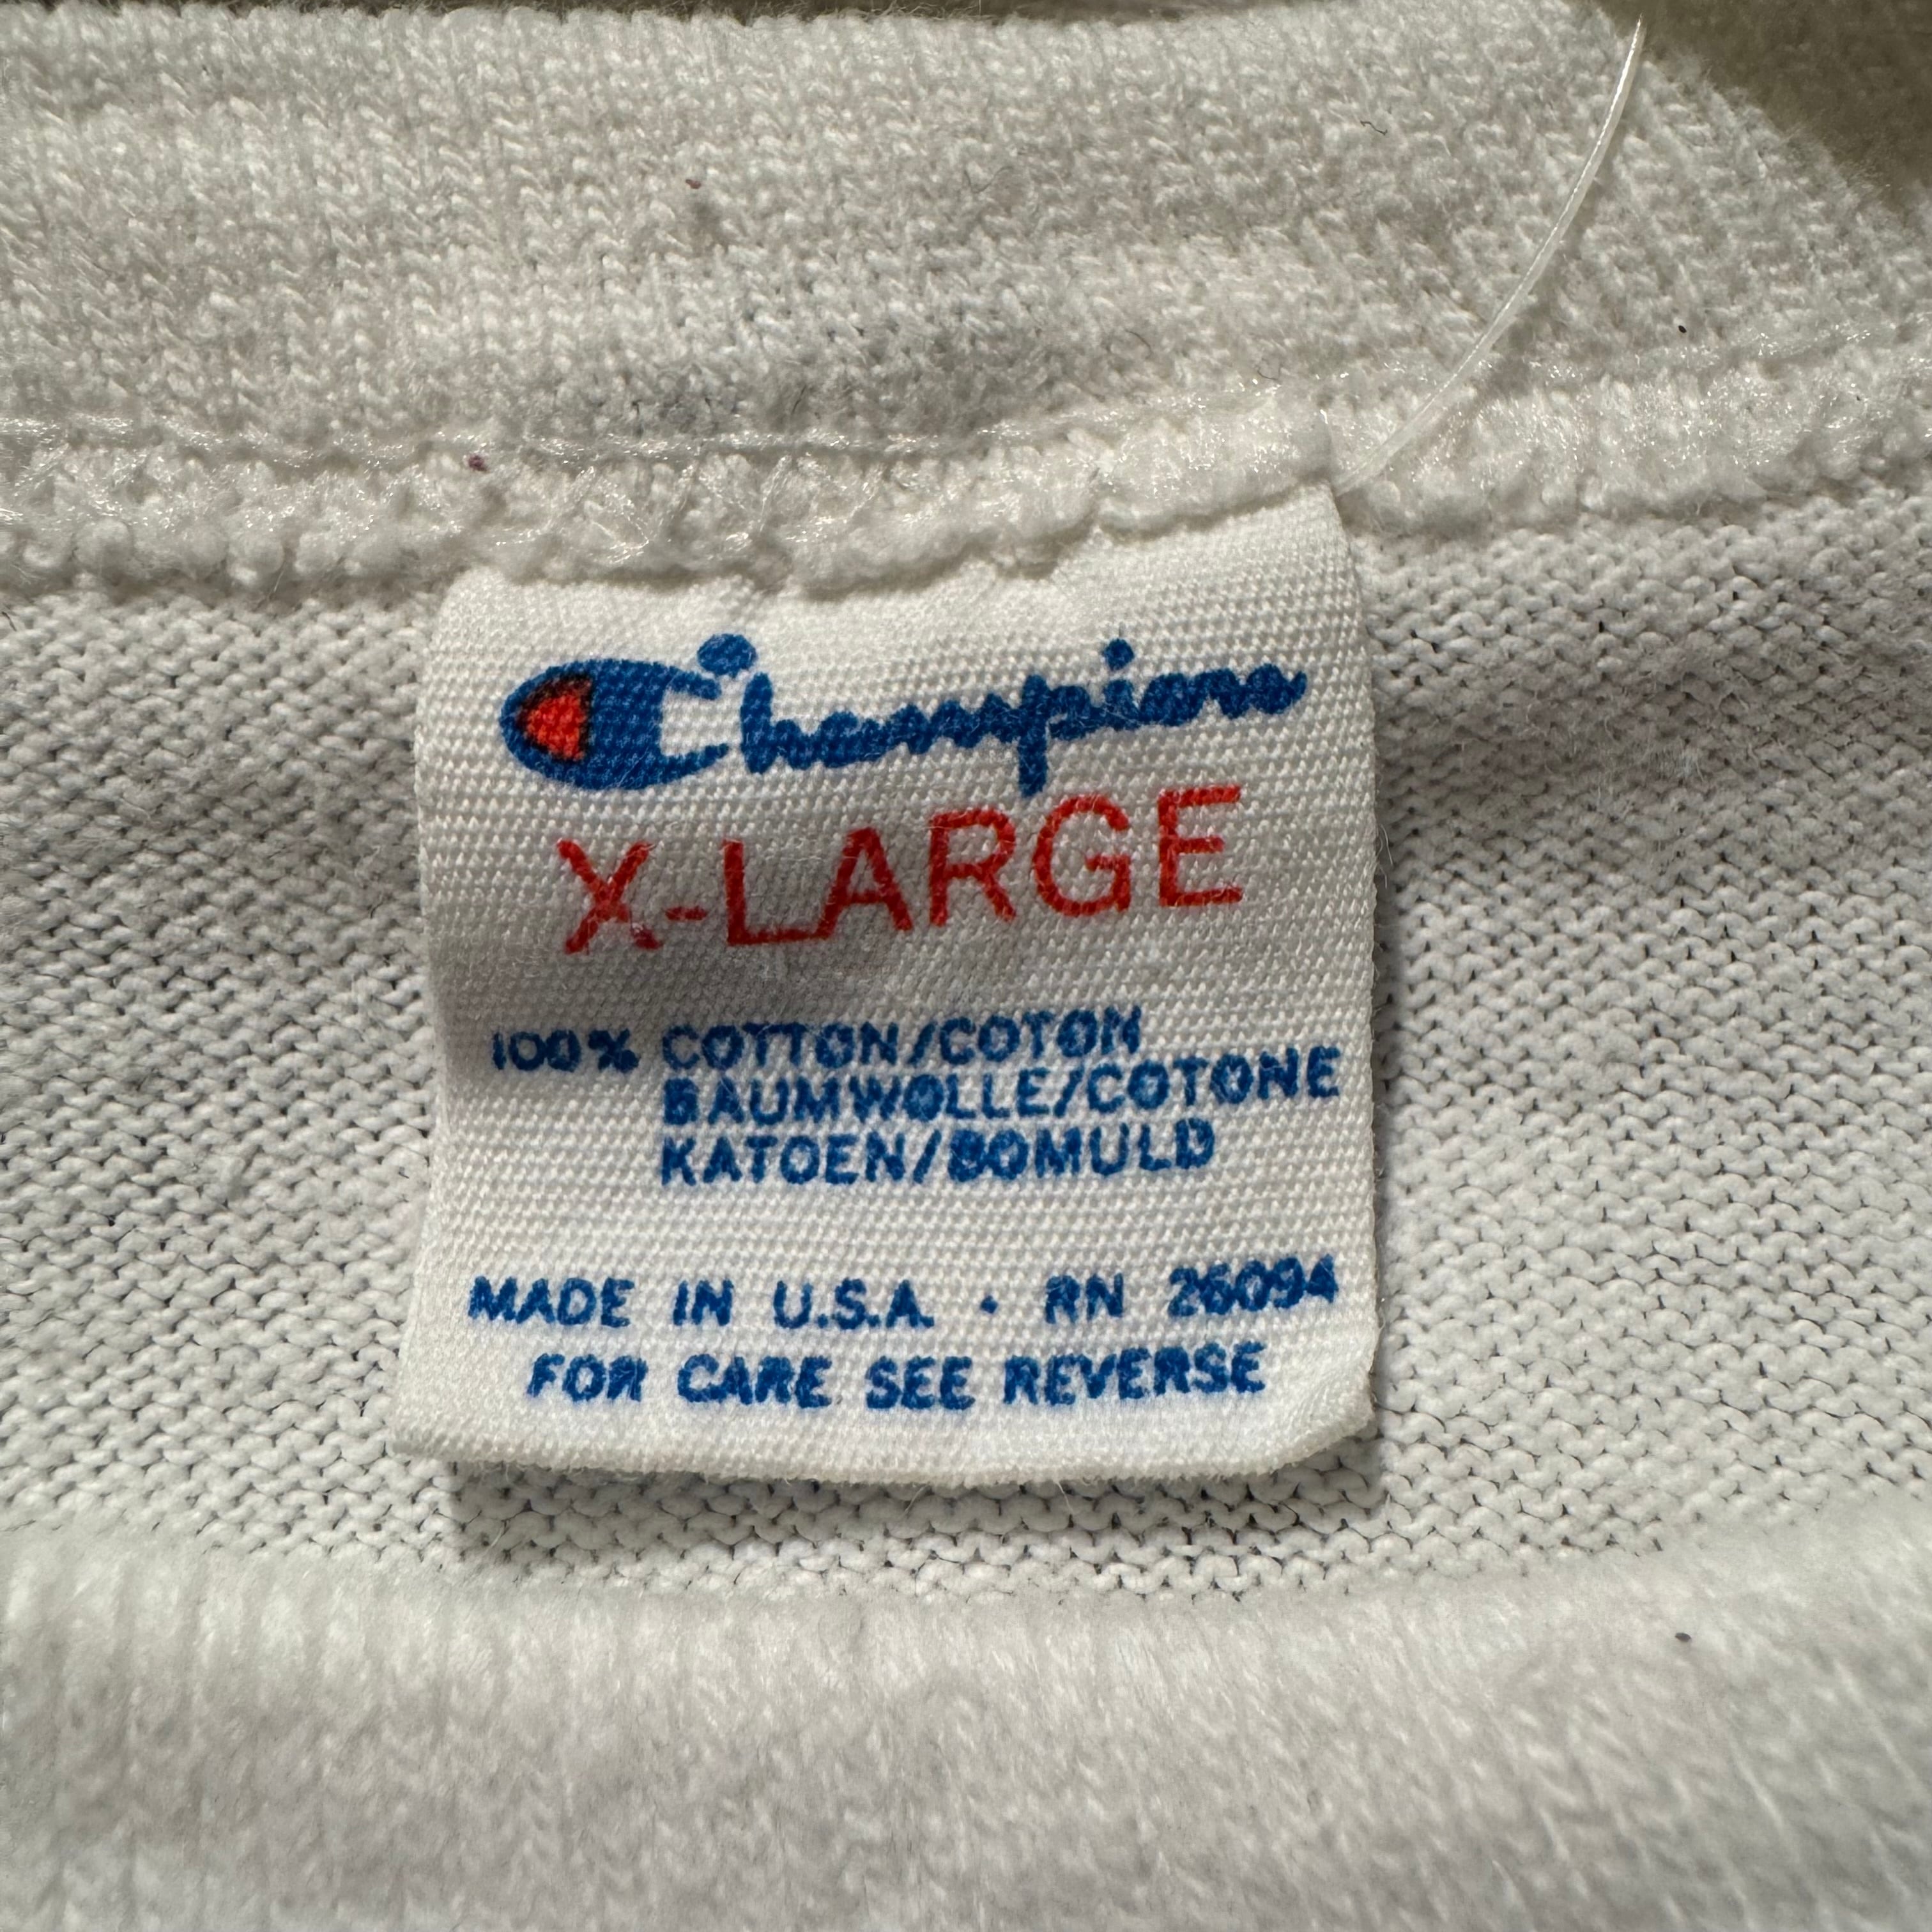 Champion
X-LARGE
100% COTTON/COTON
BAUMWOLLE/COTONE
KATOEN/BOMULD
MADE IN U.S.A. · RN 26094
FOR CARE SEE REVERSE